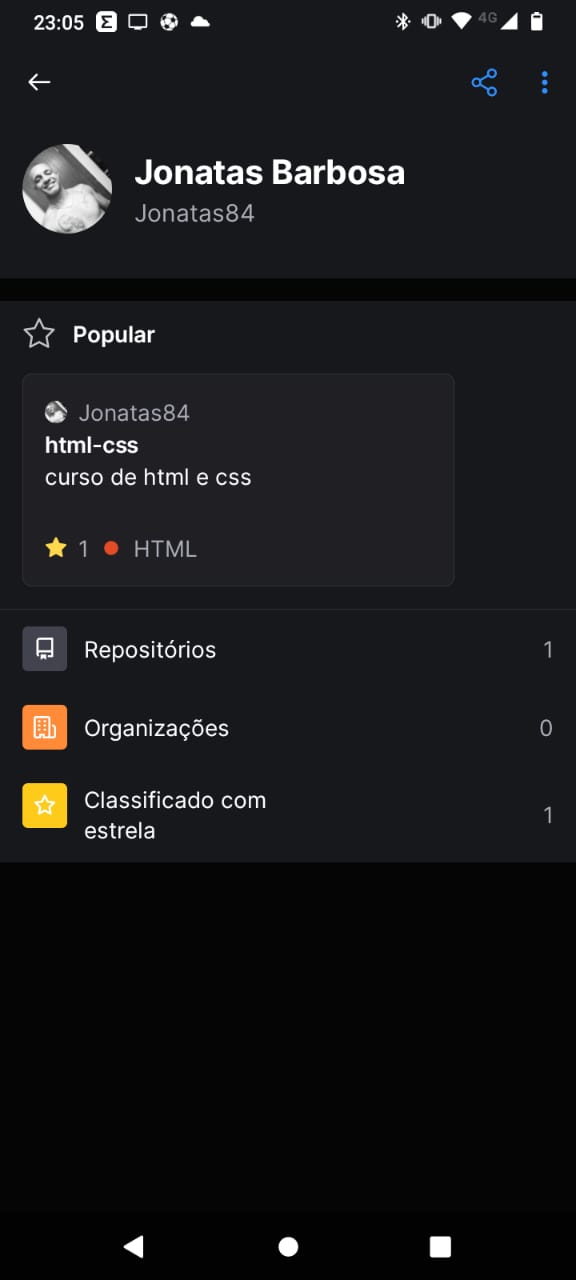 23:05
4G
Jonatas Barbosa
Jonatas84
Popular
Jonatas84
html-css
curso de html e css
1 HTML
Repositórios 1
Organizações 0
Classificado com
estrela 1